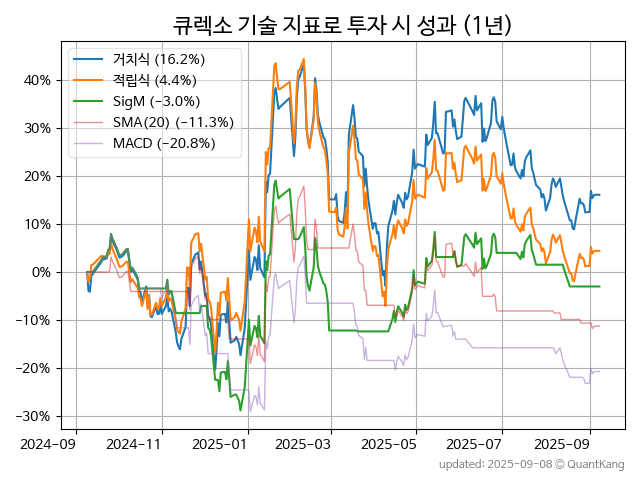 큐렉소 기술 지표로 투자 시 성과 (1년)
거치식 (16.2%)
적립식 (4.4%)
SigM (−3.0%)
SMA(20) (−11.3%)
MACD (−20.8%)
40%
30%
20%
10%
0%
−10%
−20%
−30%
2024−09 2024−11 2025−01 2025−03 2025−05 2025−07 2025−09
updated: 2025−09−08 © QuantKang